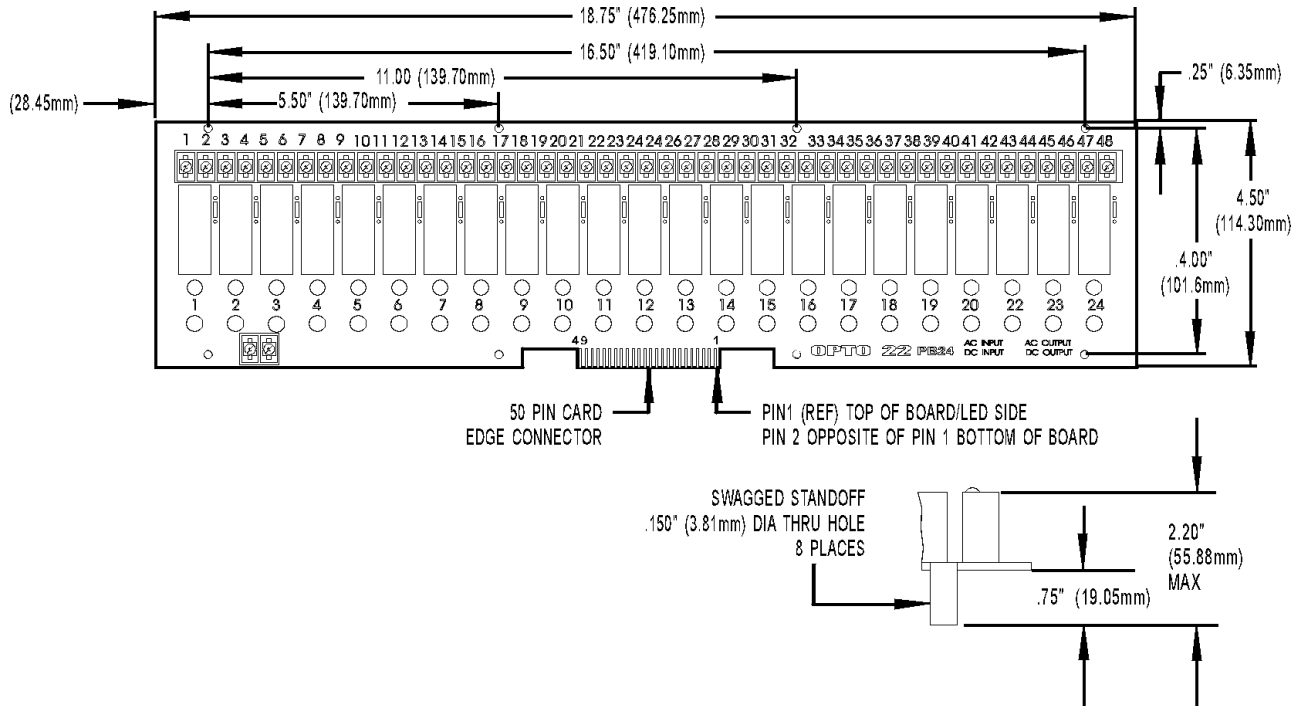 18.75" (476.25mm)
16.50" (419.10mm)
11.00 (139.70mm)
.25" (6.35mm)
(28.45mm)
5.50" (139.70mm)
1 2 3 4 5 6 7 8 9 10 11 12 13 14 15 16 17 18 19 20 21 22 23 24 24 26 27 28 29 30 31 32 33 34 35 36 37 38 39 40 41 42 43 44 45 46 47 48
4.50"
(114.30mm)
.4.00"
(101.6mm)
1 2 3 4 5 6 7 8 9 10 11 12 13 14 15 16 17 18 19 20 22 23 24
49 1
OPTO 22 PB24
AC INPUT AC OUTPUT
DC INPUT DC OUTPUT
50 PIN CARD
EDGE CONNECTOR
PIN1 (REF) TOP OF BOARD/LED SIDE
PIN 2 OPPOSITE OF PIN 1 BOTTOM OF BOARD
SWAGGED STANDOFF
.150" (3.81mm) DIA THRU HOLE
8 PLACES
2.20"
(55.88mm)
MAX
.75" (19.05mm)